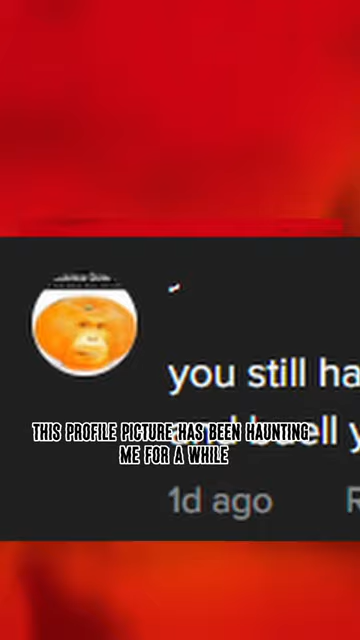 you still ha
THIS PROFILE PICTURE HAS BEEN HAUNTING
ME FOR A WHILE
1d ago
R